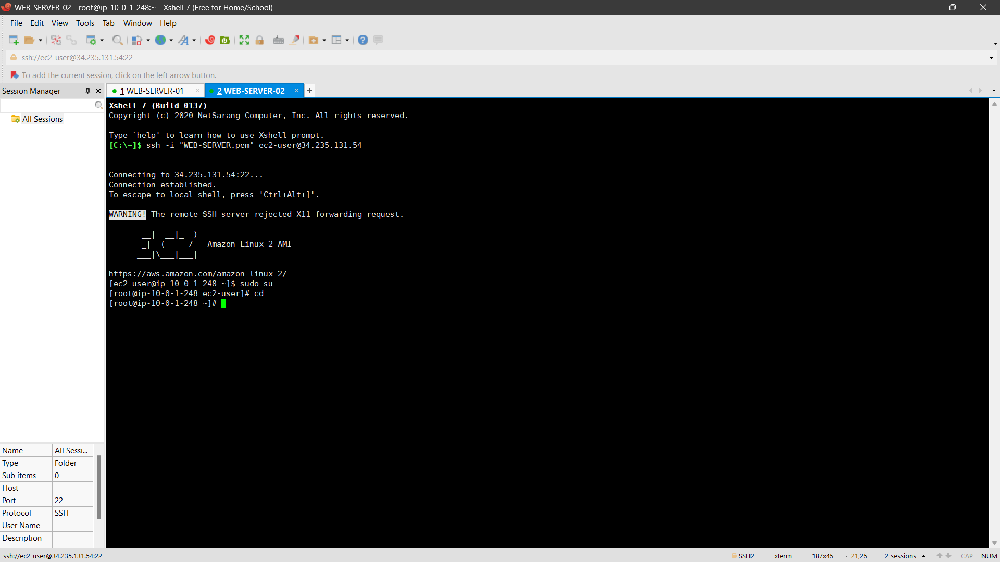 WEB-SERVER-02 - root@ip-10-0-1-248:~ - Xshell 7 (Free for Home/School)
File Edit View Tools Tab Window Help
ssh://ec2-user@34.235.131.54:22
To add the current session, click on the left arrow button.
Session Manager
1 WEB-SERVER-01
2 WEB-SERVER-02
All Sessions
Xshell 7 (Build 0137)
Copyright (c) 2020 NetSarang Computer, Inc. All rights reserved.
Type `help' to learn how to use Xshell prompt.
[C:\~]$ ssh -i "WEB-SERVER.pem" ec2-user@34.235.131.54
Connecting to 34.235.131.54:22...
Connection established.
To escape to local shell, press 'Ctrl+Alt+]'.
WARNING! The remote SSH server rejected X11 forwarding request.
__|  __|_  )
_|  (     /   Amazon Linux 2 AMI
___|\___|___|
https://aws.amazon.com/amazon-linux-2/
[ec2-user@ip-10-0-1-248 ~]$ sudo su
[root@ip-10-0-1-248 ec2-user]# cd
[root@ip-10-0-1-248 ~]#
Name All Sessi...
Type Folder
Sub items 0
Host
Port 22
Protocol SSH
User Name
Description
ssh://ec2-user@34.235.131.54:22 SSH2 xterm 187x45 21,25 2 sessions CAP NUM